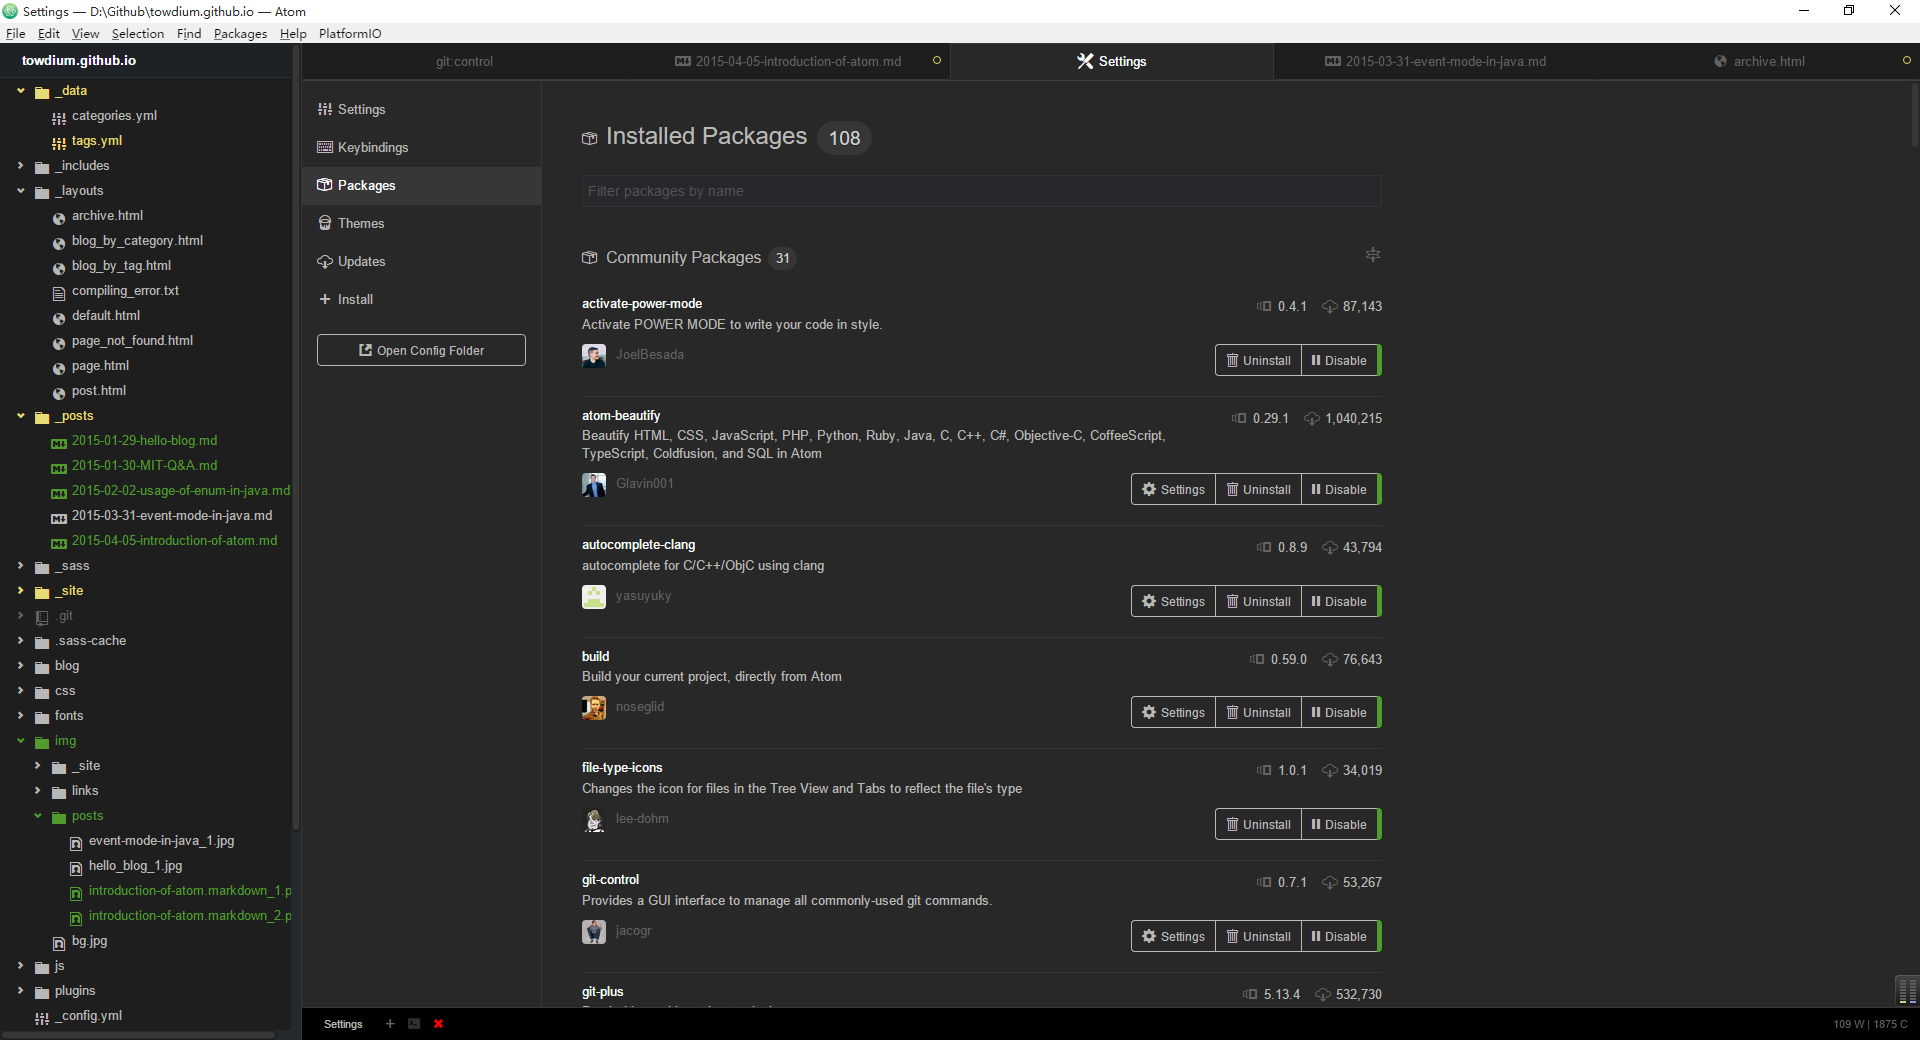 Settings — D:\Github\towdium.github.io — Atom
File Edit View Selection Find Packages Help PlatformIO
towdium.github.io
git:control
2015-04-05-introduction-of-atom.md
Settings
2015-03-31-event-mode-in-java.md
archive.html
_data
categories.yml
tags.yml
_includes
_layouts
archive.html
blog_by_category.html
blog_by_tag.html
compiling_error.txt
default.html
page_not_found.html
page.html
post.html
_posts
2015-01-29-hello-blog.md
2015-01-30-MIT-Q&A.md
2015-02-02-usage-of-enum-in-java.md
2015-03-31-event-mode-in-java.md
2015-04-05-introduction-of-atom.md
_sass
_site
.git
.sass-cache
blog
css
fonts
img
_site
links
posts
event-mode-in-java_1.jpg
hello_blog_1.jpg
introduction-of-atom.markdown_1.p
introduction-of-atom.markdown_2.p
bg.jpg
js
plugins
_config.yml
Settings
Keybindings
Packages
Themes
Updates
Install
Open Config Folder
Installed Packages 108
Filter packages by name
Community Packages 31
activate-power-mode 0.4.1 87,143
Activate POWER MODE to write your code in style.
JoelBesada Uninstall Disable
atom-beautify 0.29.1 1,040,215
Beautify HTML, CSS, JavaScript, PHP, Python, Ruby, Java, C, C++, C#, Objective-C, CoffeeScript,
TypeScript, Coldfusion, and SQL in Atom
Glavin001 Settings Uninstall Disable
autocomplete-clang 0.8.9 43,794
autocomplete for C/C++/ObjC using clang
yasuyuky Settings Uninstall Disable
build 0.59.0 76,643
Build your current project, directly from Atom
noseglid Settings Uninstall Disable
file-type-icons 1.0.1 34,019
Changes the icon for files in the Tree View and Tabs to reflect the file's type
lee-dohm Uninstall Disable
git-control 0.7.1 53,267
Provides a GUI interface to manage all commonly-used git commands.
jacogr Settings Uninstall Disable
git-plus 5.13.4 532,730
Settings
109 W | 1875 C